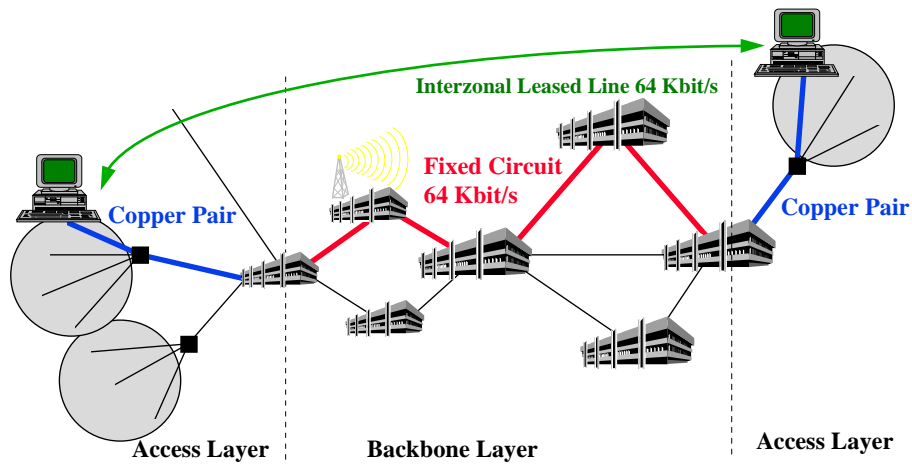 Interzonal Leased Line 64 Kbit/s
Fixed Circuit
64 Kbit/s
Copper Pair
Copper Pair
Access Layer
Backbone Layer
Access Layer